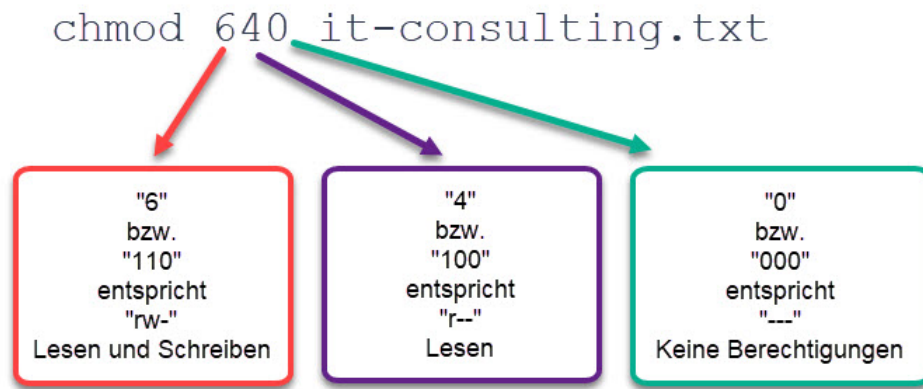 chmod 640 it-consulting.txt
"6"
bzw.
"110"
entspricht
"rw-"
Lesen und Schreiben
"4"
bzw.
"100"
entspricht
"r--"
Lesen
"0"
bzw.
"000"
entspricht
"---"
Keine Berechtigungen